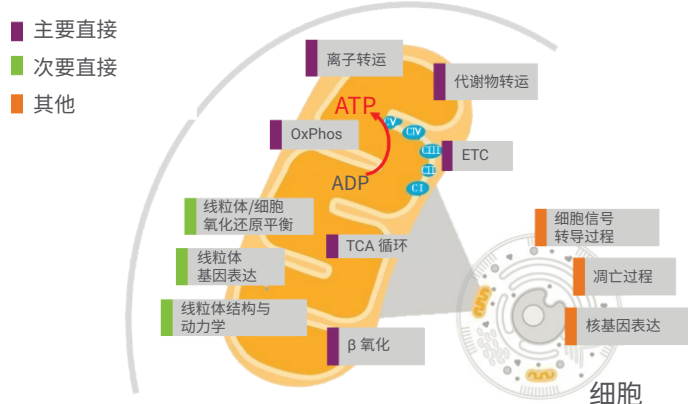 主要直接
次要直接
其他
离子转运
代谢物转运
ATP
OxPhos
CV
CIV
CIII
ETC
CII
ADP
CI
线粒体/细胞
氧化还原平衡
细胞信号
转导过程
TCA 循环
线粒体
基因表达
凋亡过程
线粒体结构与
动力学
核基因表达
β 氧化
细胞